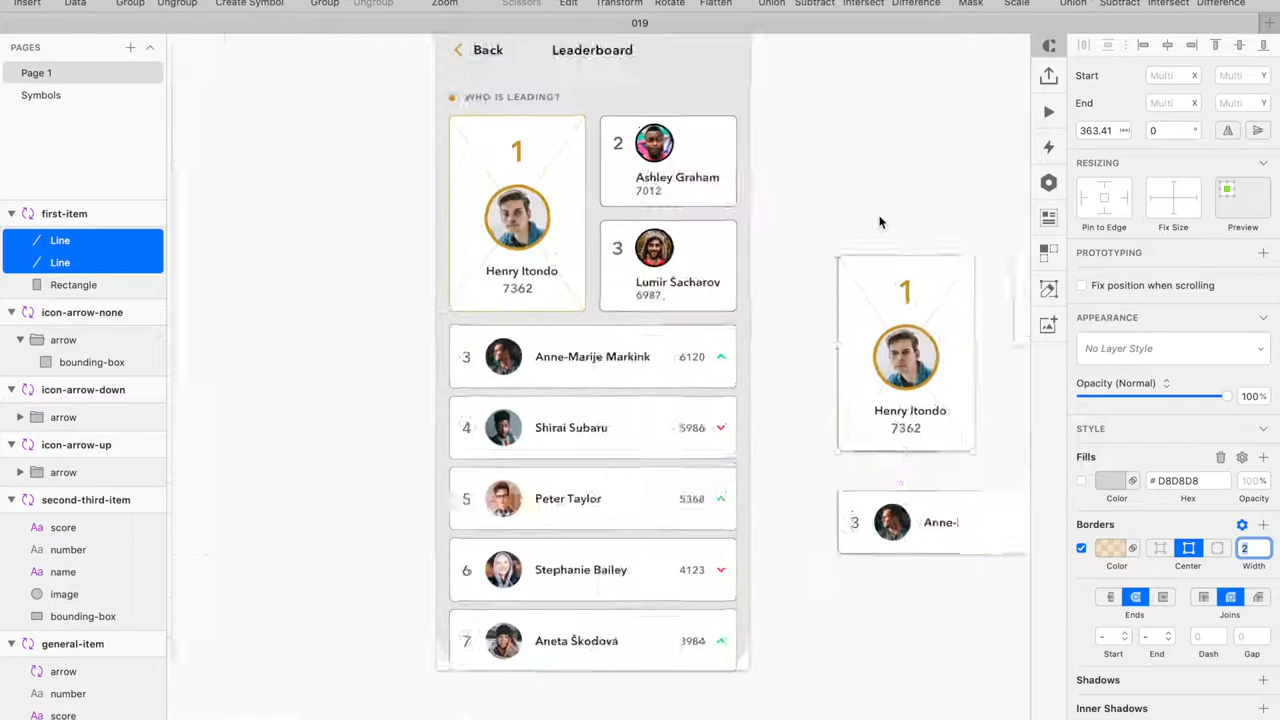 Insert Data Group Ungroup Create Symbol Group Ungroup Zoom Scissors Edit Transform Rotate Flatten Union Subtract Intersect Difference Mask Scale Union Subtract Intersect Difference
019
PAGES
Page 1
Symbols
first-item
Line
Line
Rectangle
icon-arrow-none
arrow
bounding-box
icon-arrow-down
arrow
icon-arrow-up
arrow
second-third-item
Aa score
Aa number
Aa name
image
bounding-box
general-item
arrow
Aa number
Aa score
Back Leaderboard
WHO IS LEADING?
1
Henry Itondo
7362
2
Ashley Graham
7012
3
Lumir Sacharov
6987
3 Anne-Marije Markink 6120
4 Shirai Subaru 5986
5 Peter Taylor 5368
6 Stephanie Bailey 4123
7 Aneta Škodová 3984
1
Henry Itondo
7362
3 Anne-
Start Multi X Multi Y
End Multi X Multi Y
363.41 0 °
RESIZING
Pin to Edge Fix Size Preview
PROTOTYPING
Fix position when scrolling
APPEARANCE
No Layer Style
Opacity (Normal) 100%
STYLE
Fills
# D8D8D8 100%
Color Hex Opacity
Borders
2
Color Center Width
Ends Joins
- - 0 0
Start End Dash Gap
Shadows
Inner Shadows